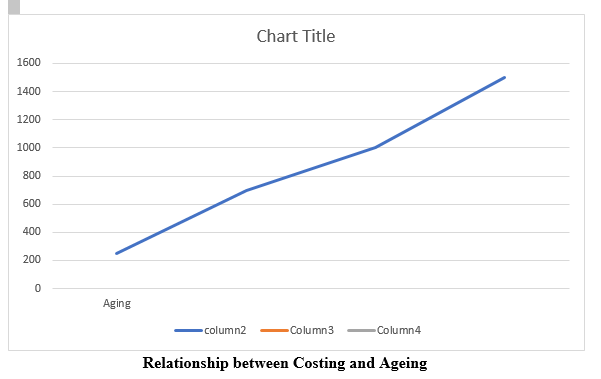 Chart Title
1600
1400
1200
1000
800
600
400
200
0
Aging
column2 Column3 Column4
Relationship between Costing and Ageing